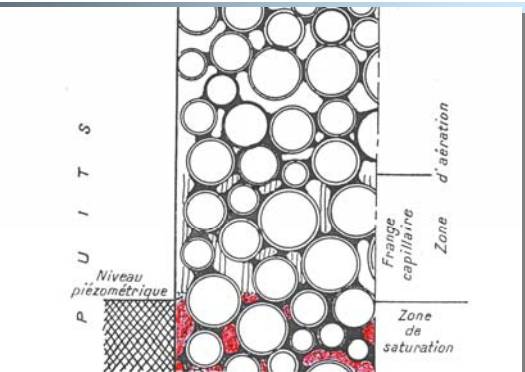 PUITS
Niveau
piézométrique
Frange
capillaire
Zone
d'aération
Zone
de
saturation